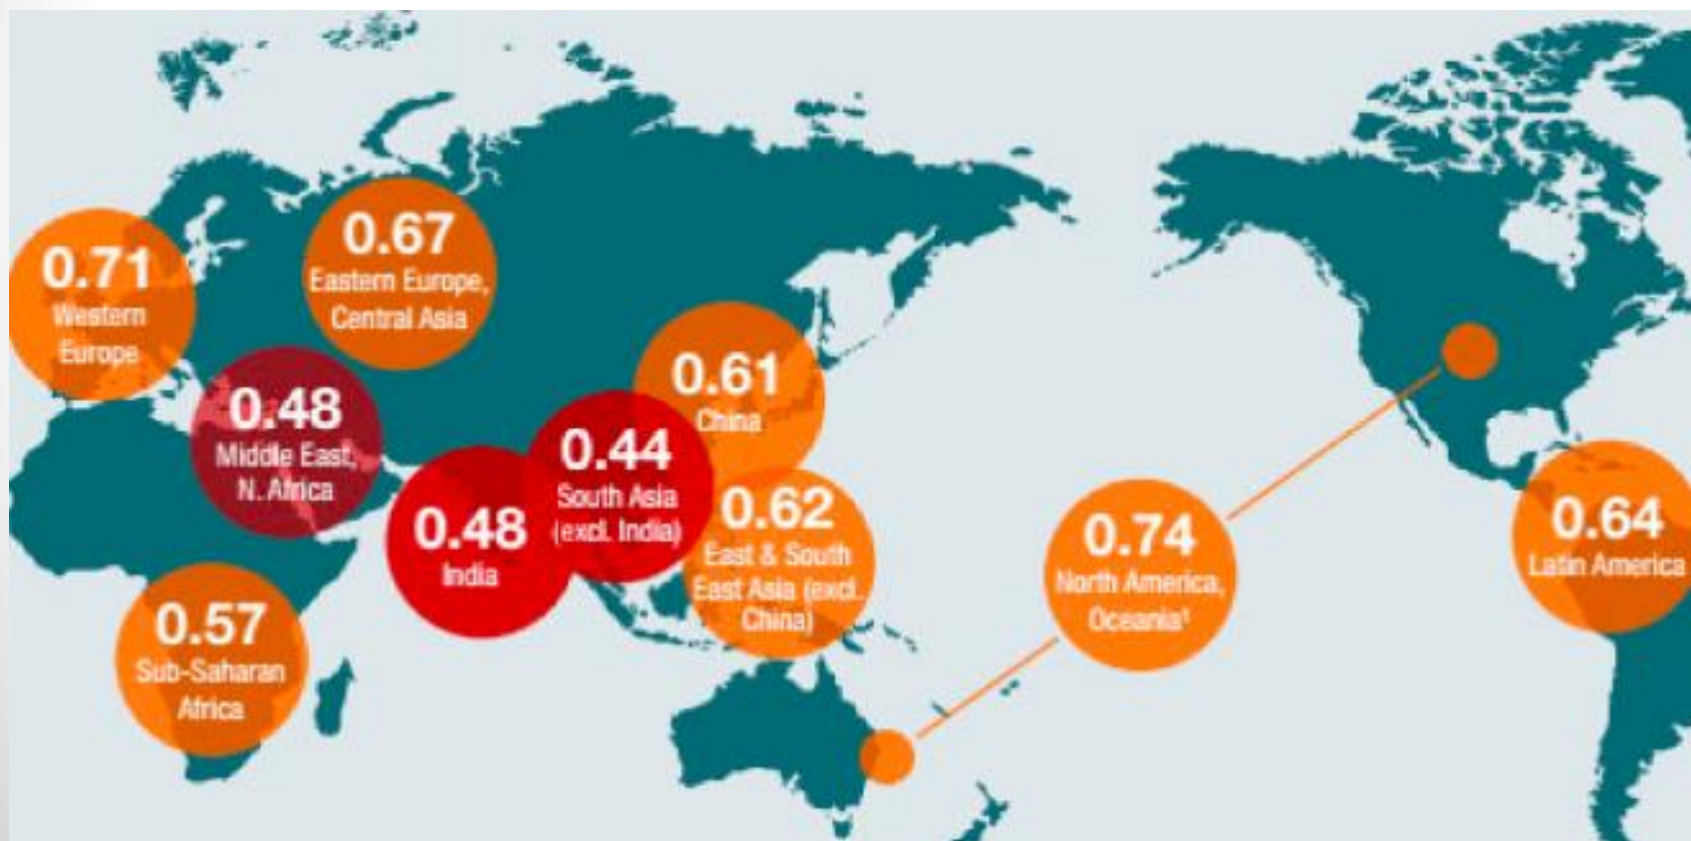 0.71
Western
Europe
0.67
Eastern Europe,
Central Asia
0.48
Middle East,
N. Africa
0.57
Sub-Saharan
Africa
0.48
India
0.44
South Asia
(excl. India)
0.61
China
0.62
East & South
East Asia (excl.
China)
0.74
North America,
Oceania¹
0.64
Latin America